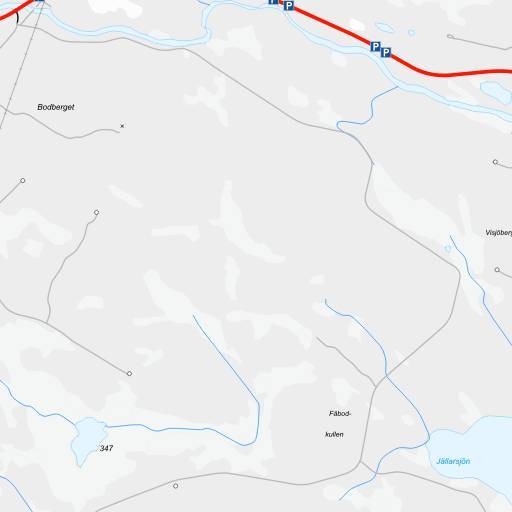 P
P
P
P
Bodberget
Visjöberg
Fäbod-
kullen
347
Jällarsjön